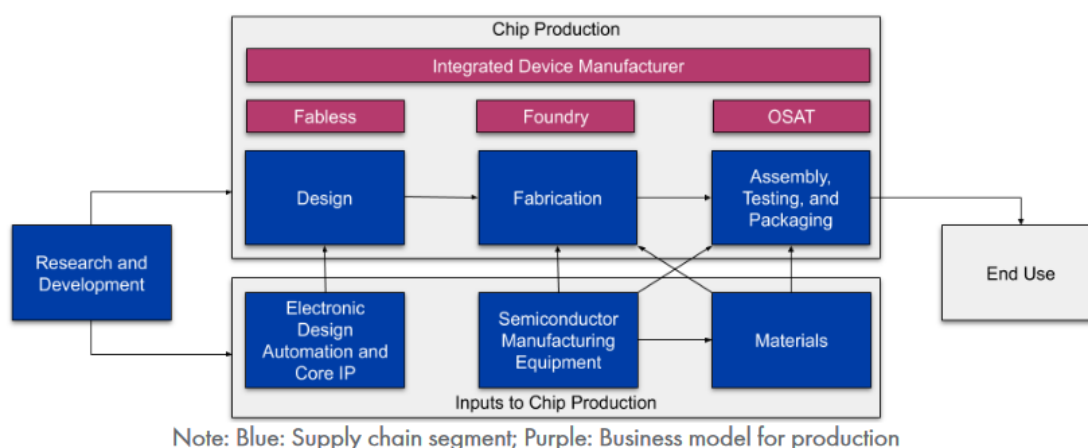 Chip Production
Integrated Device Manufacturer
Fabless
Foundry
OSAT
Design
Fabrication
Assembly,
Testing, and
Packaging
Research and
Development
End Use
Electronic
Design
Automation and
Core IP
Semiconductor
Manufacturing
Equipment
Materials
Inputs to Chip Production
Note: Blue: Supply chain segment; Purple: Business model for production